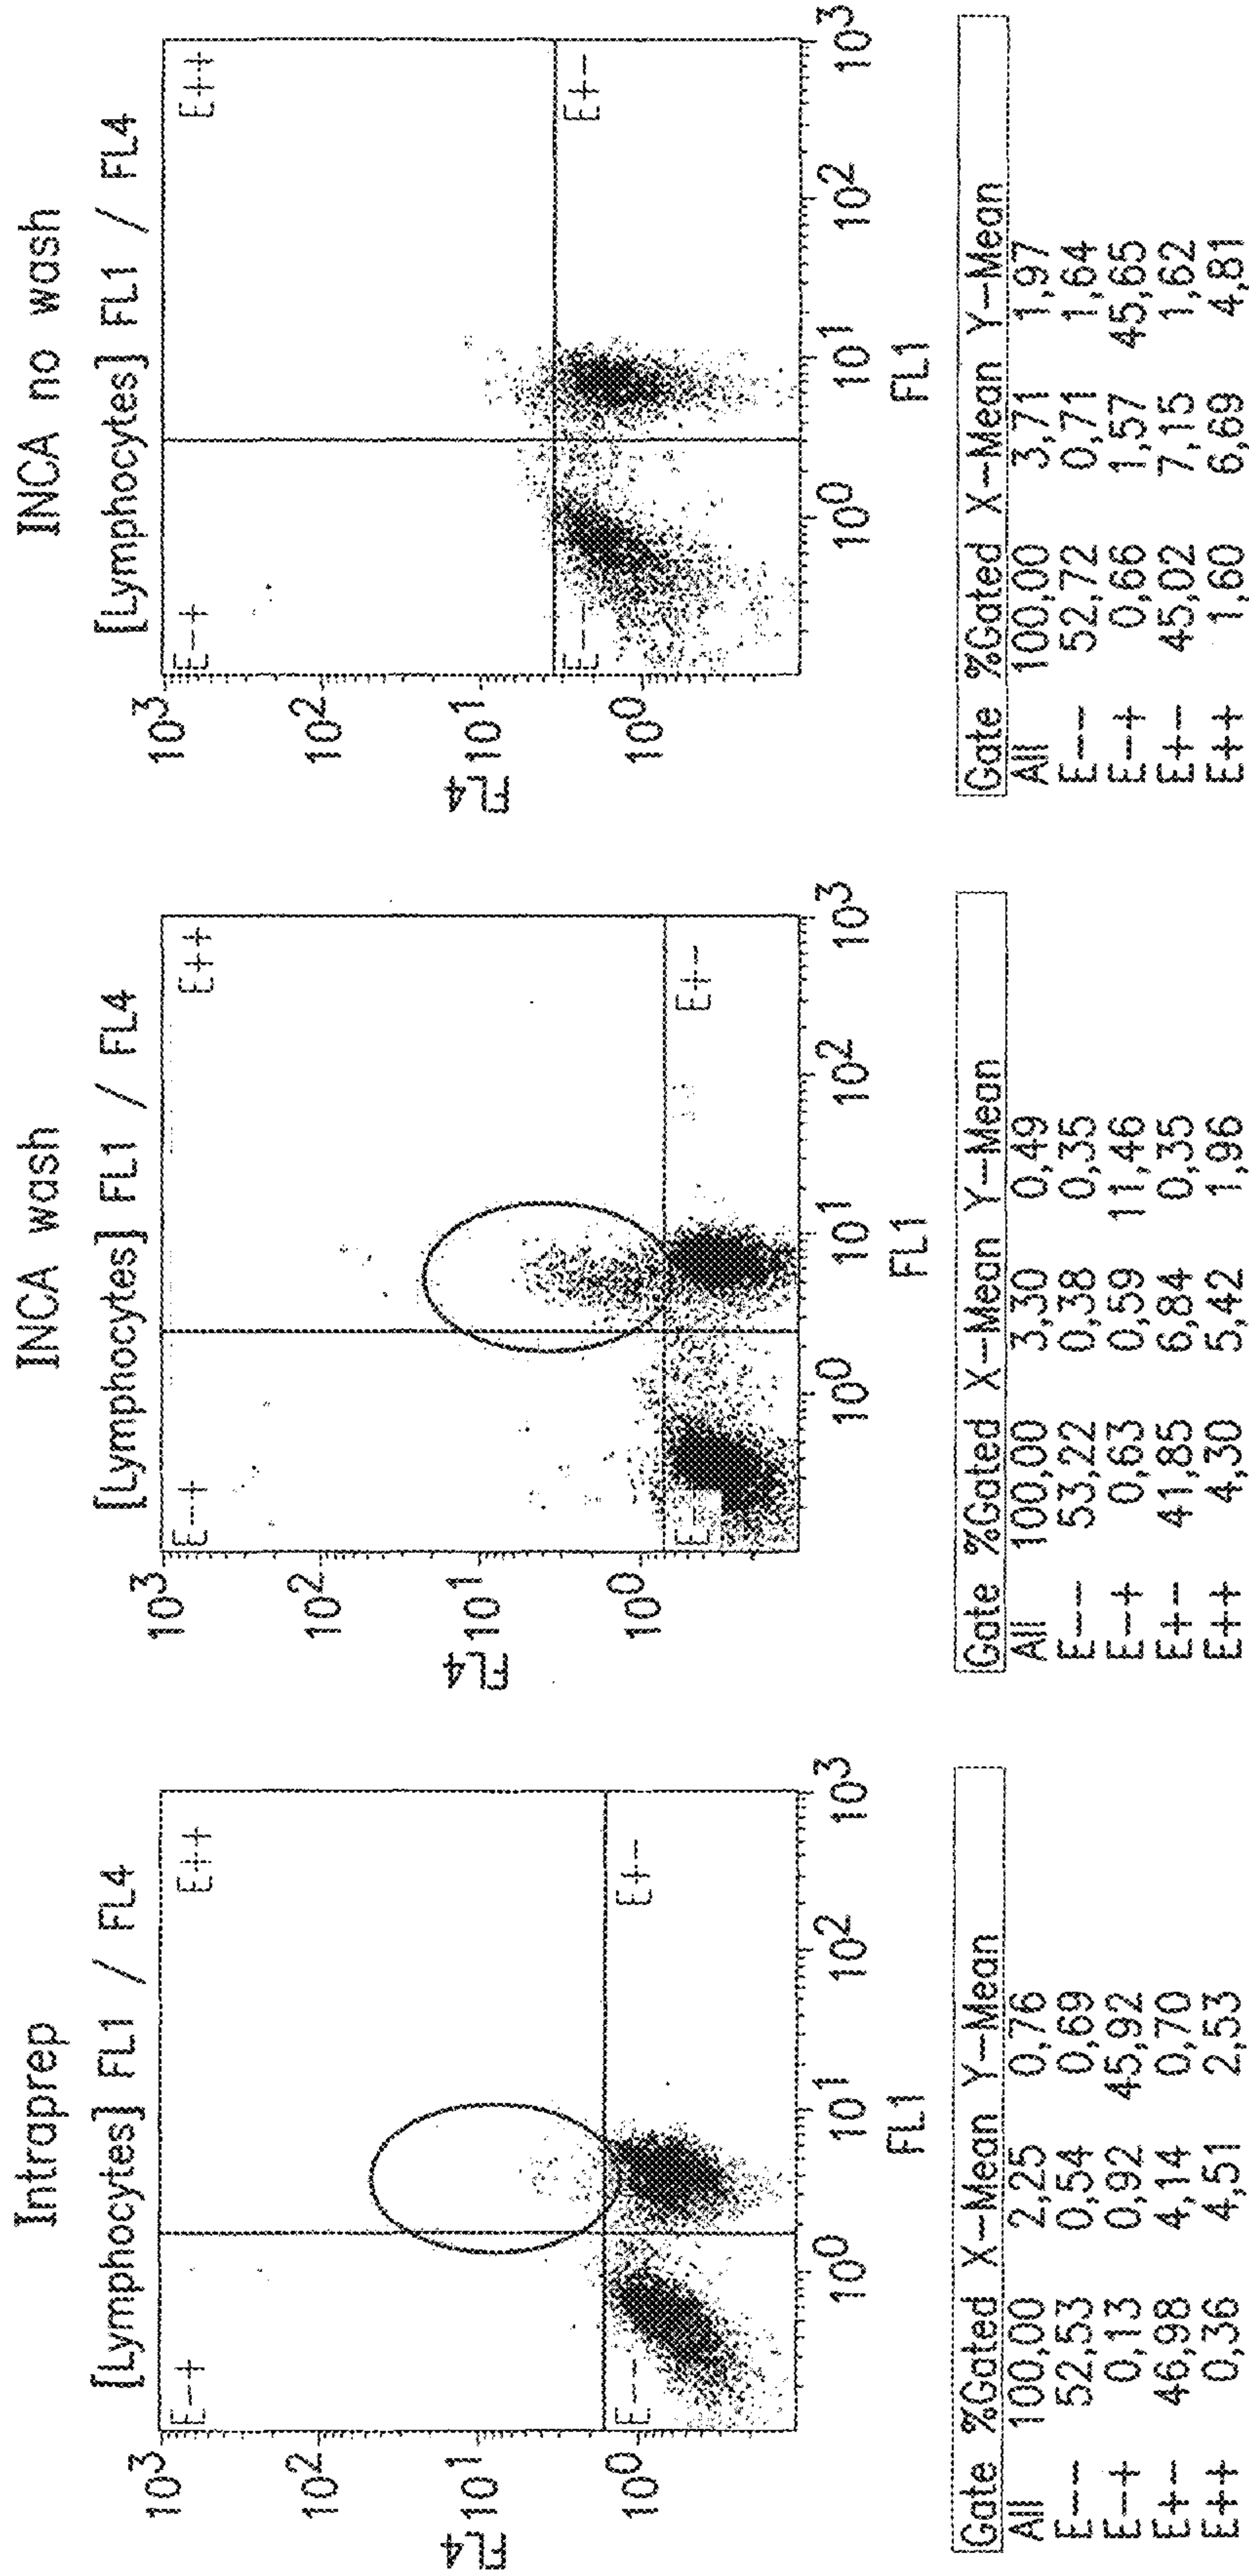 Intraprep
[Lymphocytes] FL1 / FL4
E-+
E++
E--
E+-
10³
10²
10¹
10⁰
FL4
10⁰
10¹
10²
10³
FL1
Gate %Gated X-Mean Y-Mean
All 100,00 2,25 0,76
E-- 52,53 0,54 0,69
E-+ 0,13 0,92 45,92
E+- 46,98 4,14 0,70
E++ 0,36 4,51 2,53
INCA wash
[Lymphocytes] FL1 / FL4
E-+
E++
E-
E+-
10³
10²
10¹
10⁰
FL4
10⁰
10¹
10²
10³
FL1
Gate %Gated X-Mean Y-Mean
All 100,00 3,30 0,49
E-- 53,22 0,38 0,35
E-+ 0,63 0,59 11,46
E+- 41,85 6,84 0,35
E++ 4,30 5,42 1,96
INCA no wash
[Lymphocytes] FL1 / FL4
E-+
E++
E--
E+-
10³
10²
10¹
10⁰
FL4
10⁰
10¹
10²
10³
FL1
Gate %Gated X-Mean Y-Mean
All 100,00 3,71 1,97
E-- 52,72 0,71 1,64
E-+ 0,66 1,57 45,65
E+- 45,02 7,15 1,62
E++ 1,60 6,69 4,81